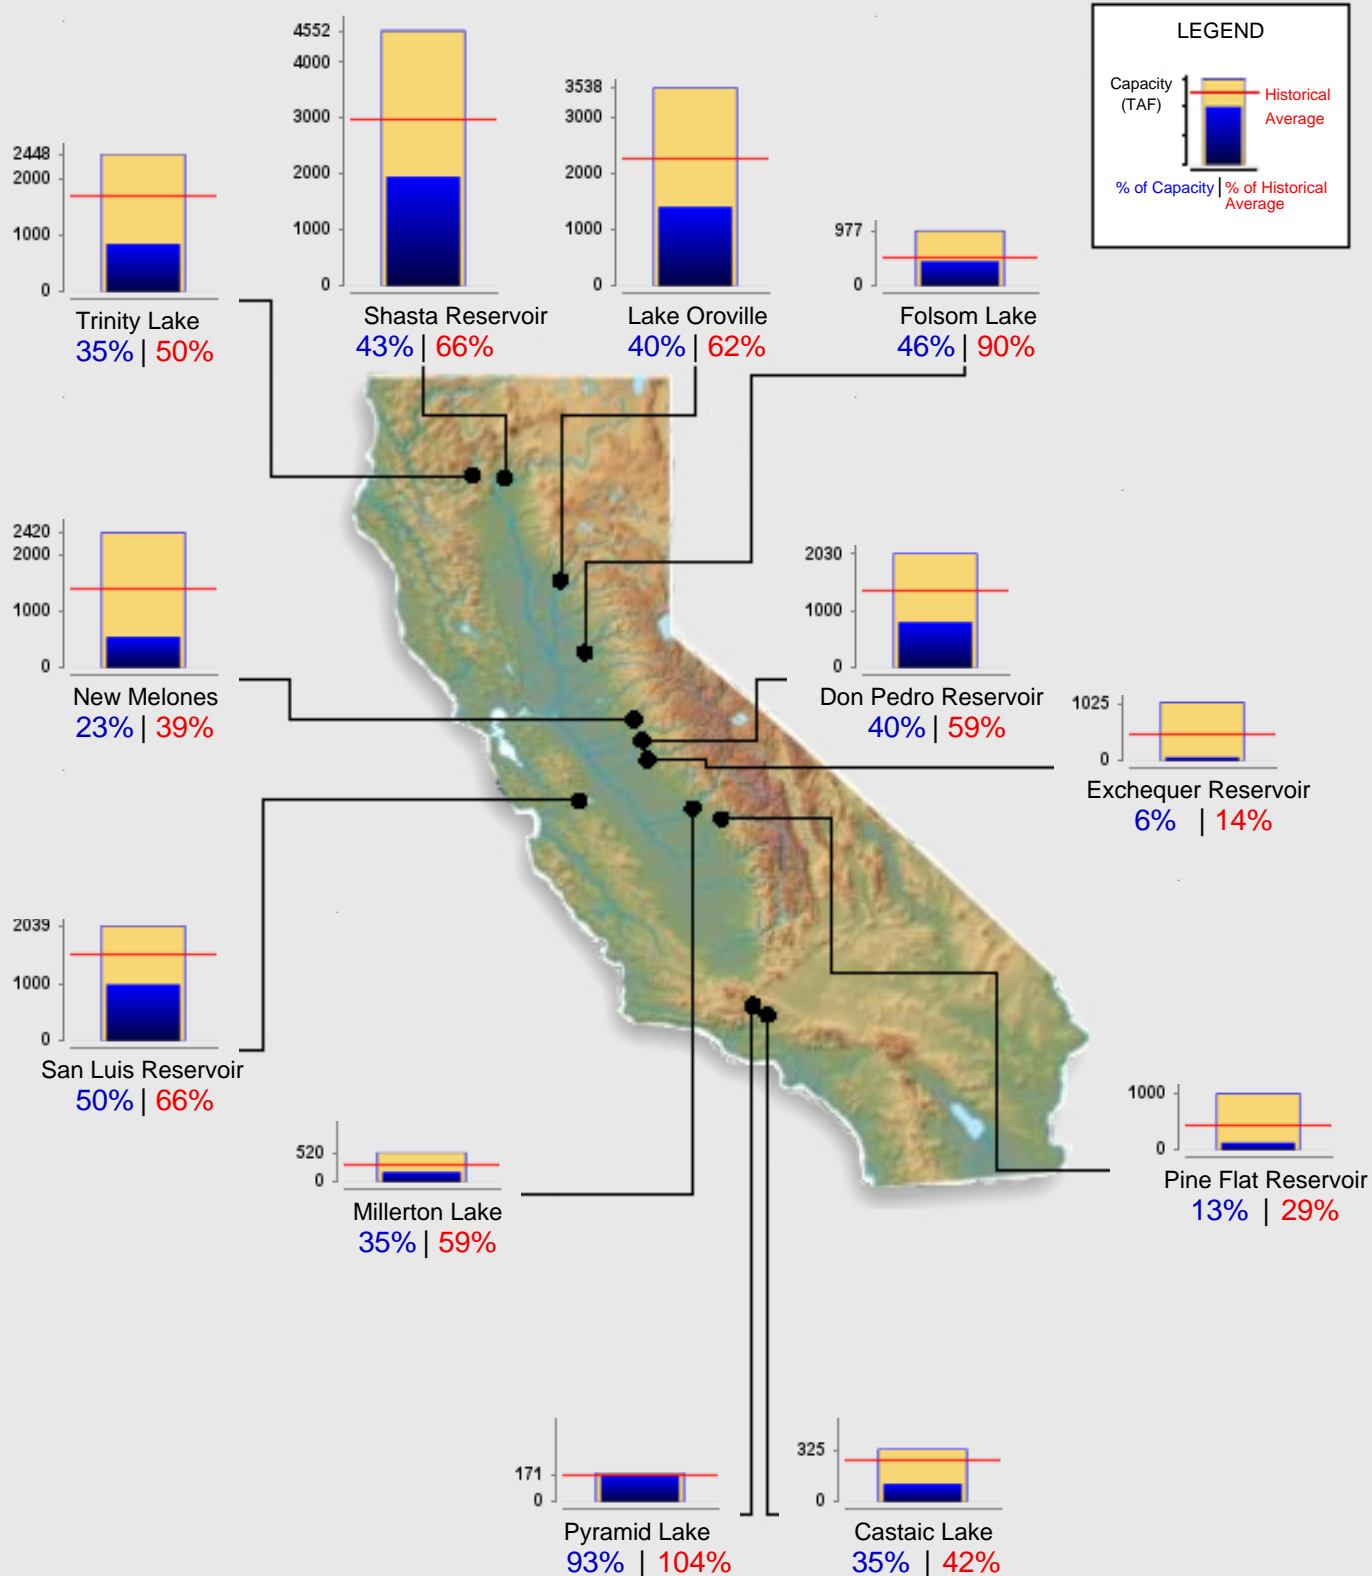 LEGEND
Capacity
(TAF)
Historical
Average
% of Capacity | % of Historical
Average
4552
4000
3000
2000
1000
0
Shasta Reservoir
43% | 66%
3538
3000
2000
1000
0
Lake Oroville
40% | 62%
2448
2000
1000
0
Trinity Lake
35% | 50%
977
0
Folsom Lake
46% | 90%
2420
2000
1000
0
New Melones
23% | 39%
2030
1000
0
Don Pedro Reservoir
40% | 59%
1025
0
Exchequer Reservoir
6% | 14%
2039
1000
0
San Luis Reservoir
50% | 66%
520
0
Millerton Lake
35% | 59%
1000
0
Pine Flat Reservoir
13% | 29%
171
0
Pyramid Lake
93% | 104%
325
0
Castaic Lake
35% | 42%